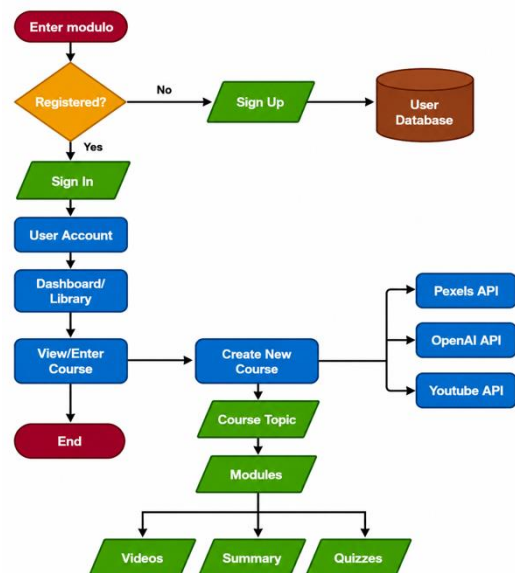 Enter modulo
Registered?
No
Sign Up
User
Database
Yes
Sign In
User Account
Dashboard/
Library
View/Enter
Course
Create New
Course
Pexels API
OpenAI API
Youtube API
End
Course Topic
Modules
Videos
Summary
Quizzes